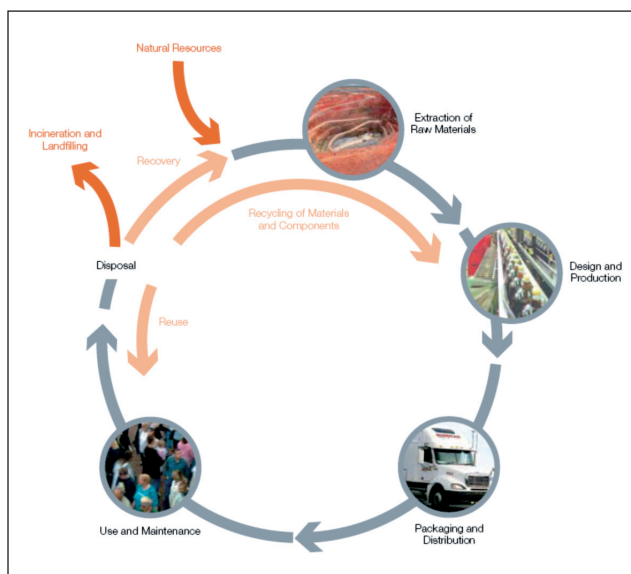 Natural Resources
Extraction of
Raw Materials
Incineration and
Landfilling
Recovery
Recycling of Materials
and Components
Disposal
Design and
Production
Reuse
Use and Maintenance
Packaging and
Distribution